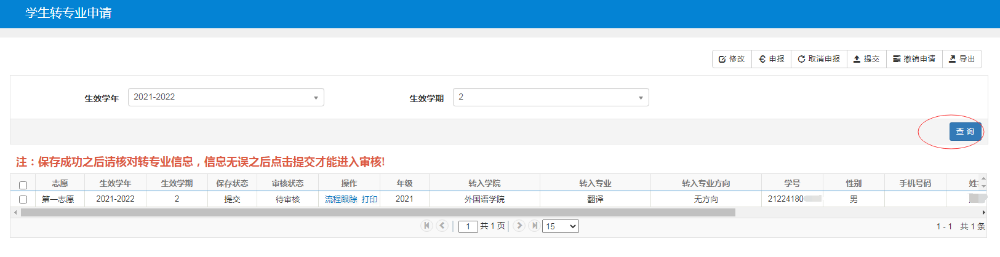 学生转专业申请
修改 申报 取消申报 提交 撤销申请 导出
生效学年 2021-2022 生效学期 2
查 询
注：保存成功之后请核对转专业信息，信息无误之后点击提交才能进入审核!
志愿 生效学年 生效学期 保存状态 审核状态 操作 年级 转入学院 转入专业 转入专业方向 学号 性别 手机号码
第一志愿 2021-2022 2 提交 待审核 流程跟踪 打印 2021 外国语学院 翻译 无方向 21224180 男
1 共 1 页 15 1 - 1 共 1 条